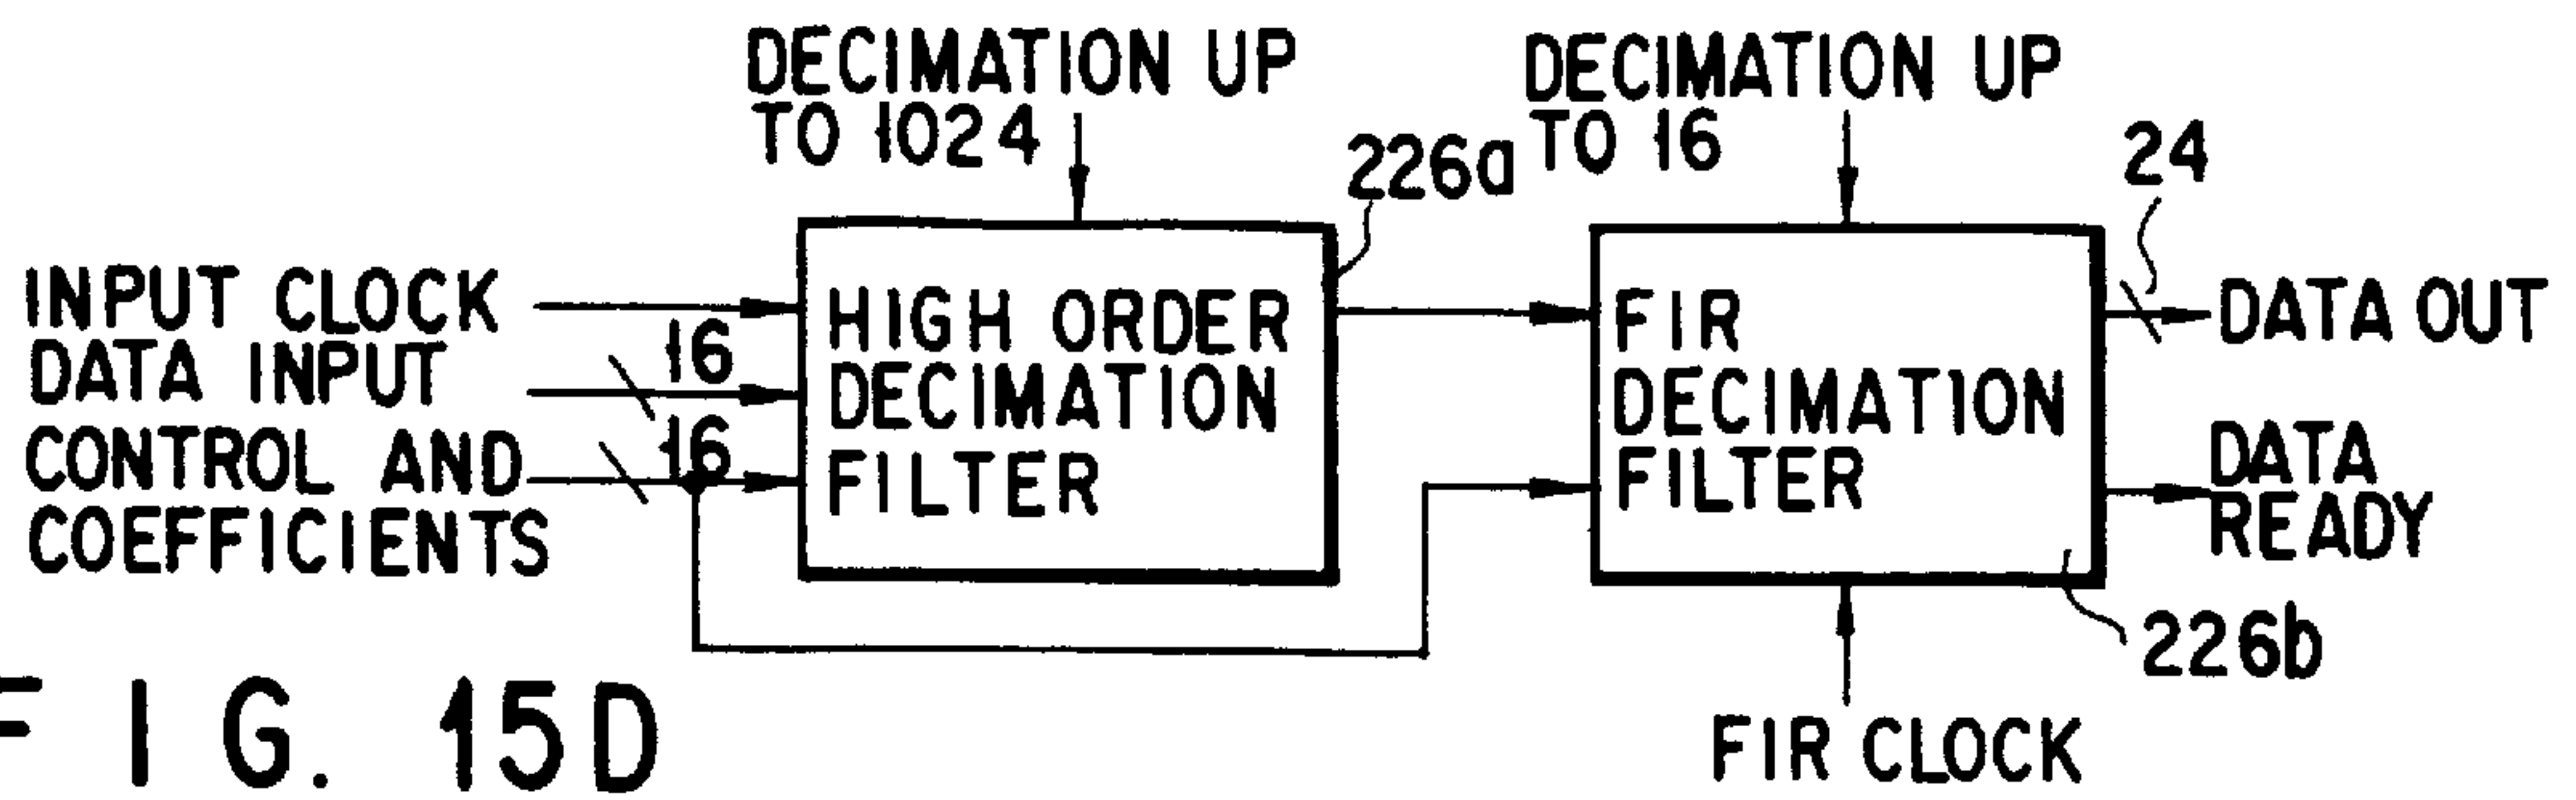 DECIMATION UP
TO 1024
DECIMATION UP
TO 16
226a
24
INPUT CLOCK
DATA INPUT
16
CONTROL AND
COEFFICIENTS
16
HIGH ORDER
DECIMATION
FILTER
FIR
DECIMATION
FILTER
DATA OUT
DATA
READY
226b
FIR CLOCK
FIG. 15D